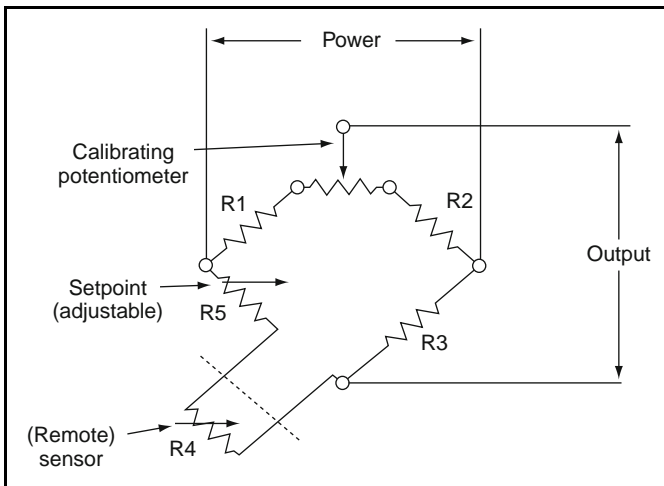 Power
Calibrating
potentiometer
R1
R2
Setpoint
(adjustable)
R5
Output
R3
(Remote)
sensor
R4